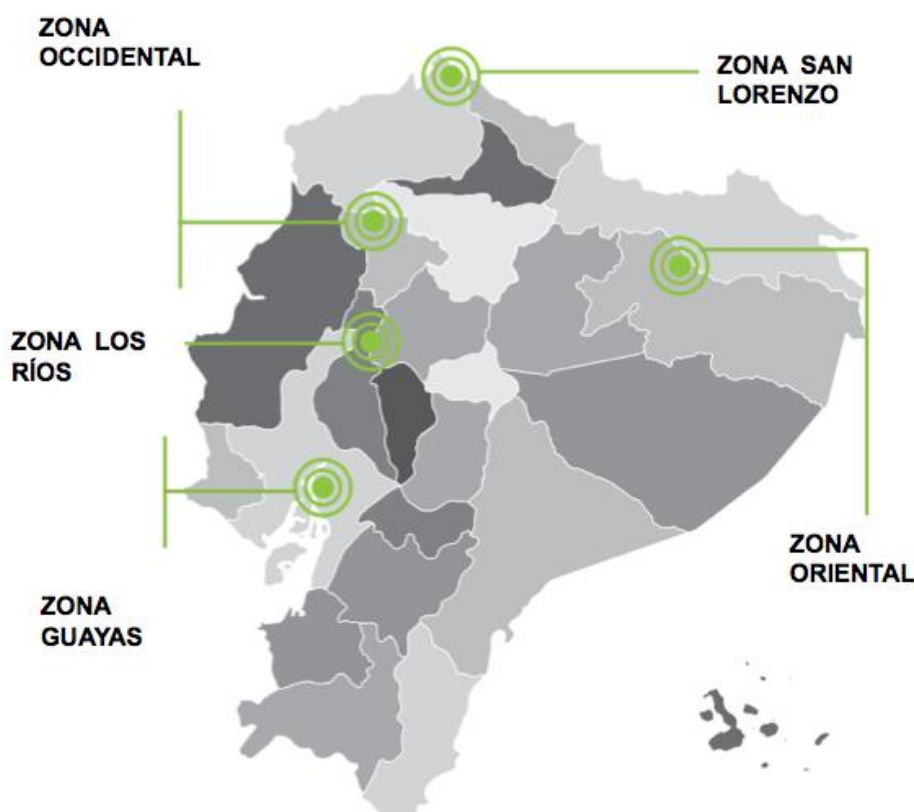 ZONA
OCCIDENTAL
ZONA SAN
LORENZO
ZONA LOS
RÍOS
ZONA
ORIENTAL
ZONA
GUAYAS